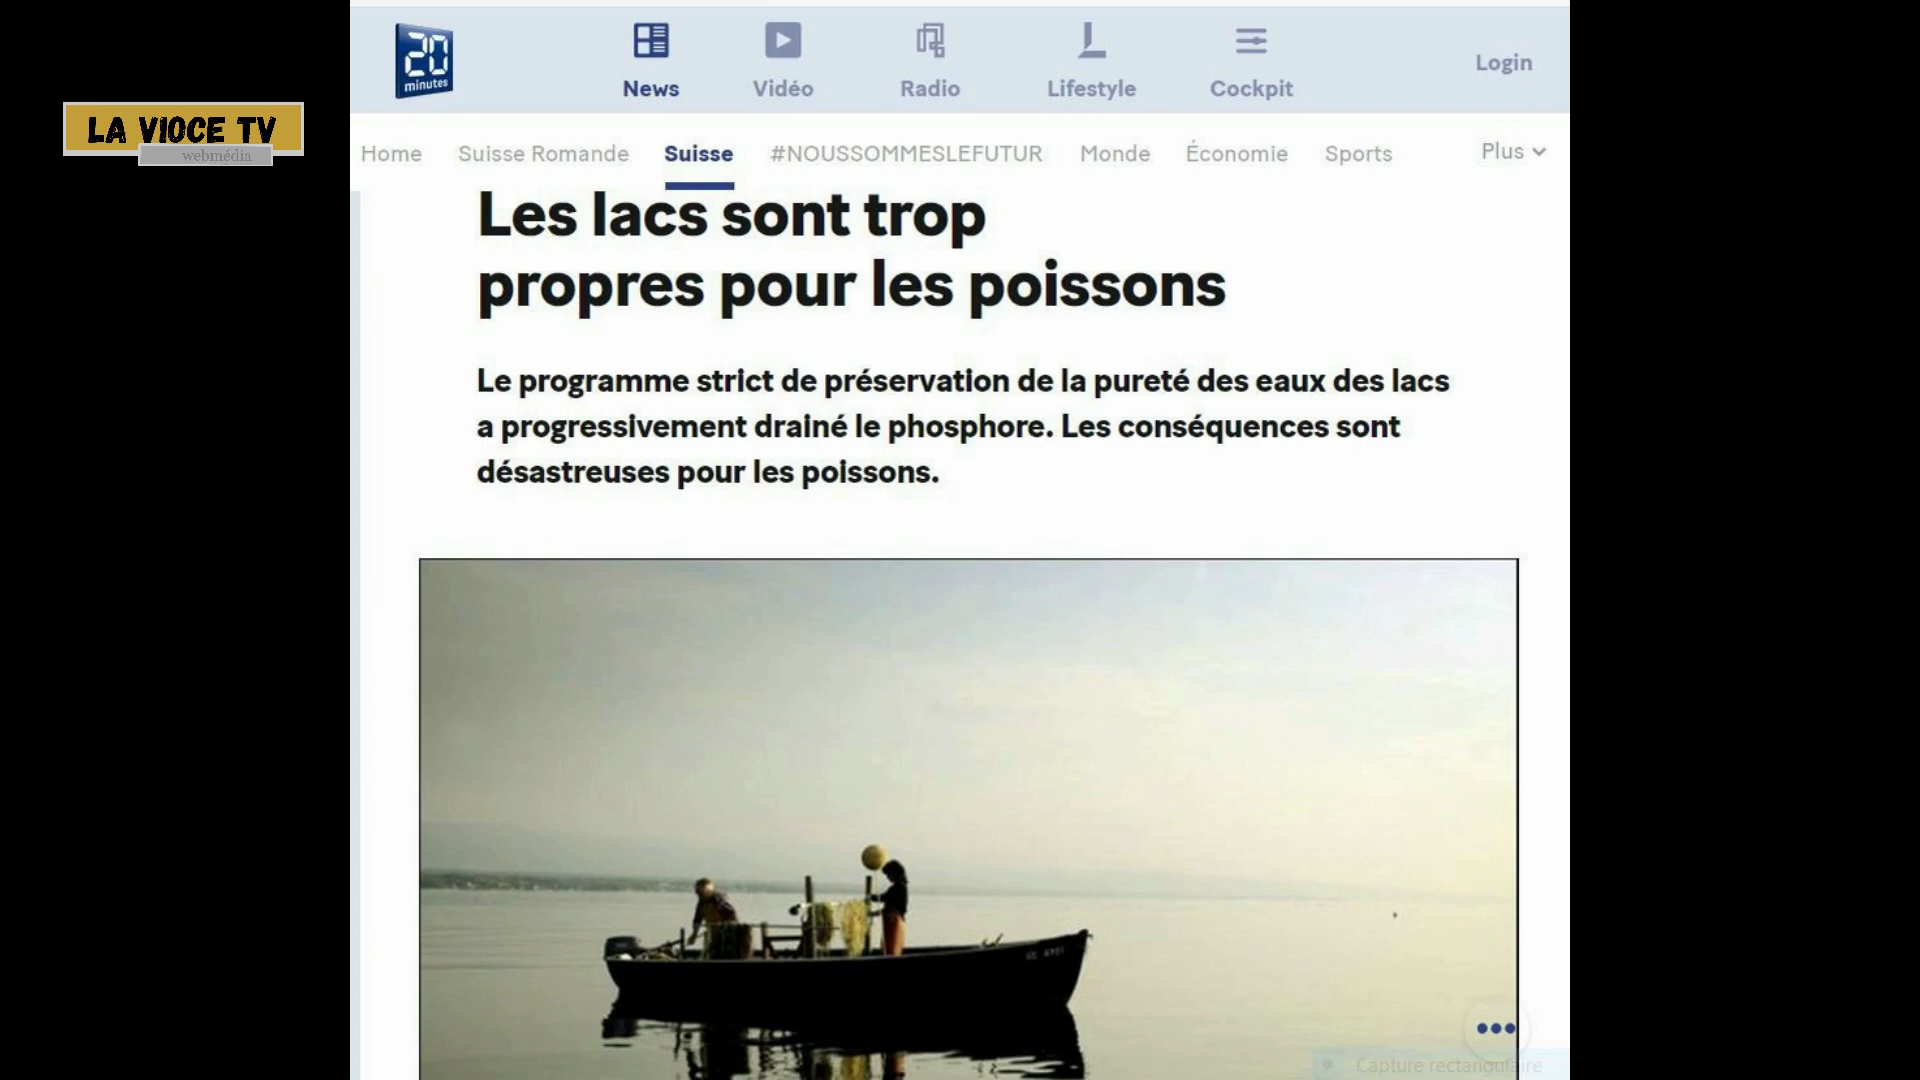 20
minutes
News
Vidéo
Radio
Lifestyle
Cockpit
Login
LA VIOCE TV
webmédia
Home
Suisse Romande
Suisse
#NOUSSOMMESLEFUTUR
Monde
Économie
Sports
Plus
Les lacs sont trop
propres pour les poissons
Le programme strict de préservation de la pureté des eaux des lacs
a progressivement drainé le phosphore. Les conséquences sont
désastreuses pour les poissons.
Capture rectangulaire